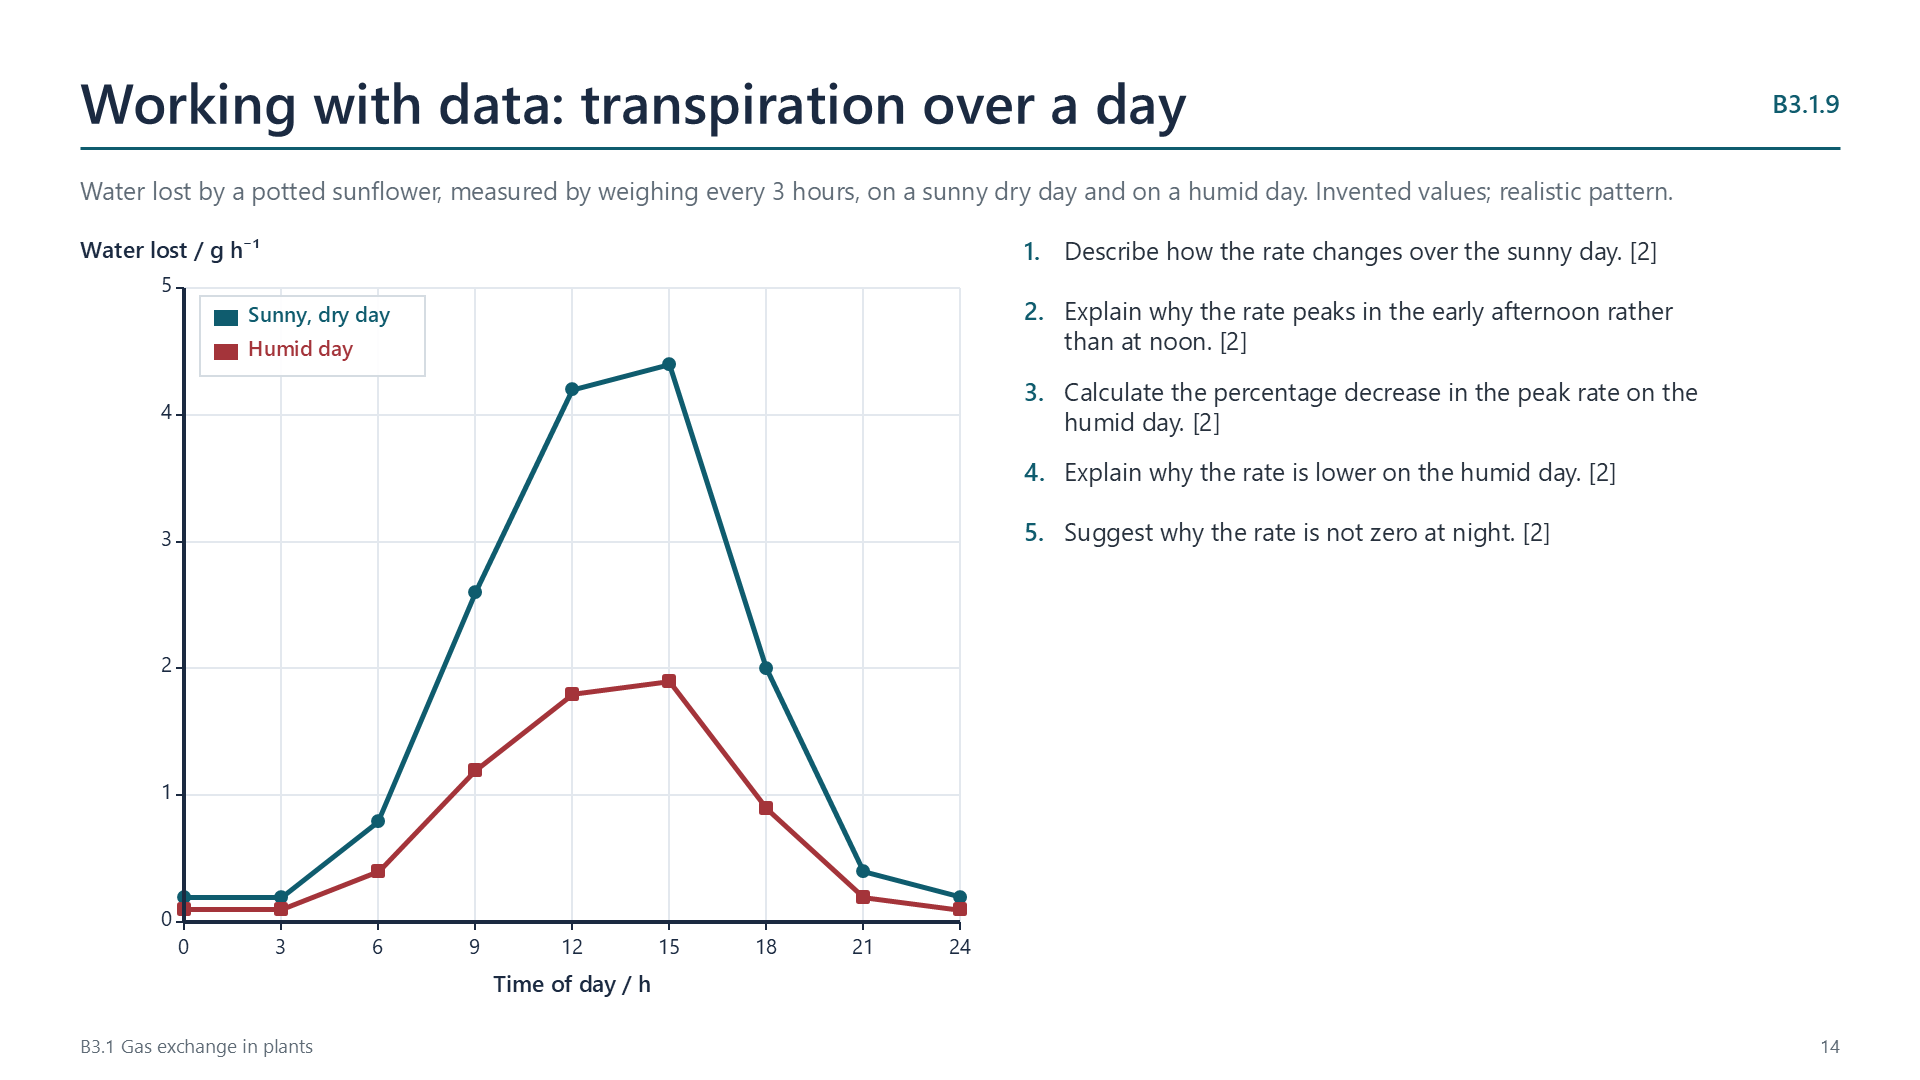 Working with data: transpiration over a day
B3.1.9
Water lost by a potted sunflower, measured by weighing every 3 hours, on a sunny dry day and on a humid day. Invented values; realistic pattern.
Water lost / g h⁻¹
5
4
3
2
1
0
Sunny, dry day
Humid day
0 3 6 9 12 15 18 21 24
Time of day / h
1. Describe how the rate changes over the sunny day. [2]
2. Explain why the rate peaks in the early afternoon rather
than at noon. [2]
3. Calculate the percentage decrease in the peak rate on the
humid day. [2]
4. Explain why the rate is lower on the humid day. [2]
5. Suggest why the rate is not zero at night. [2]
B3.1 Gas exchange in plants
14